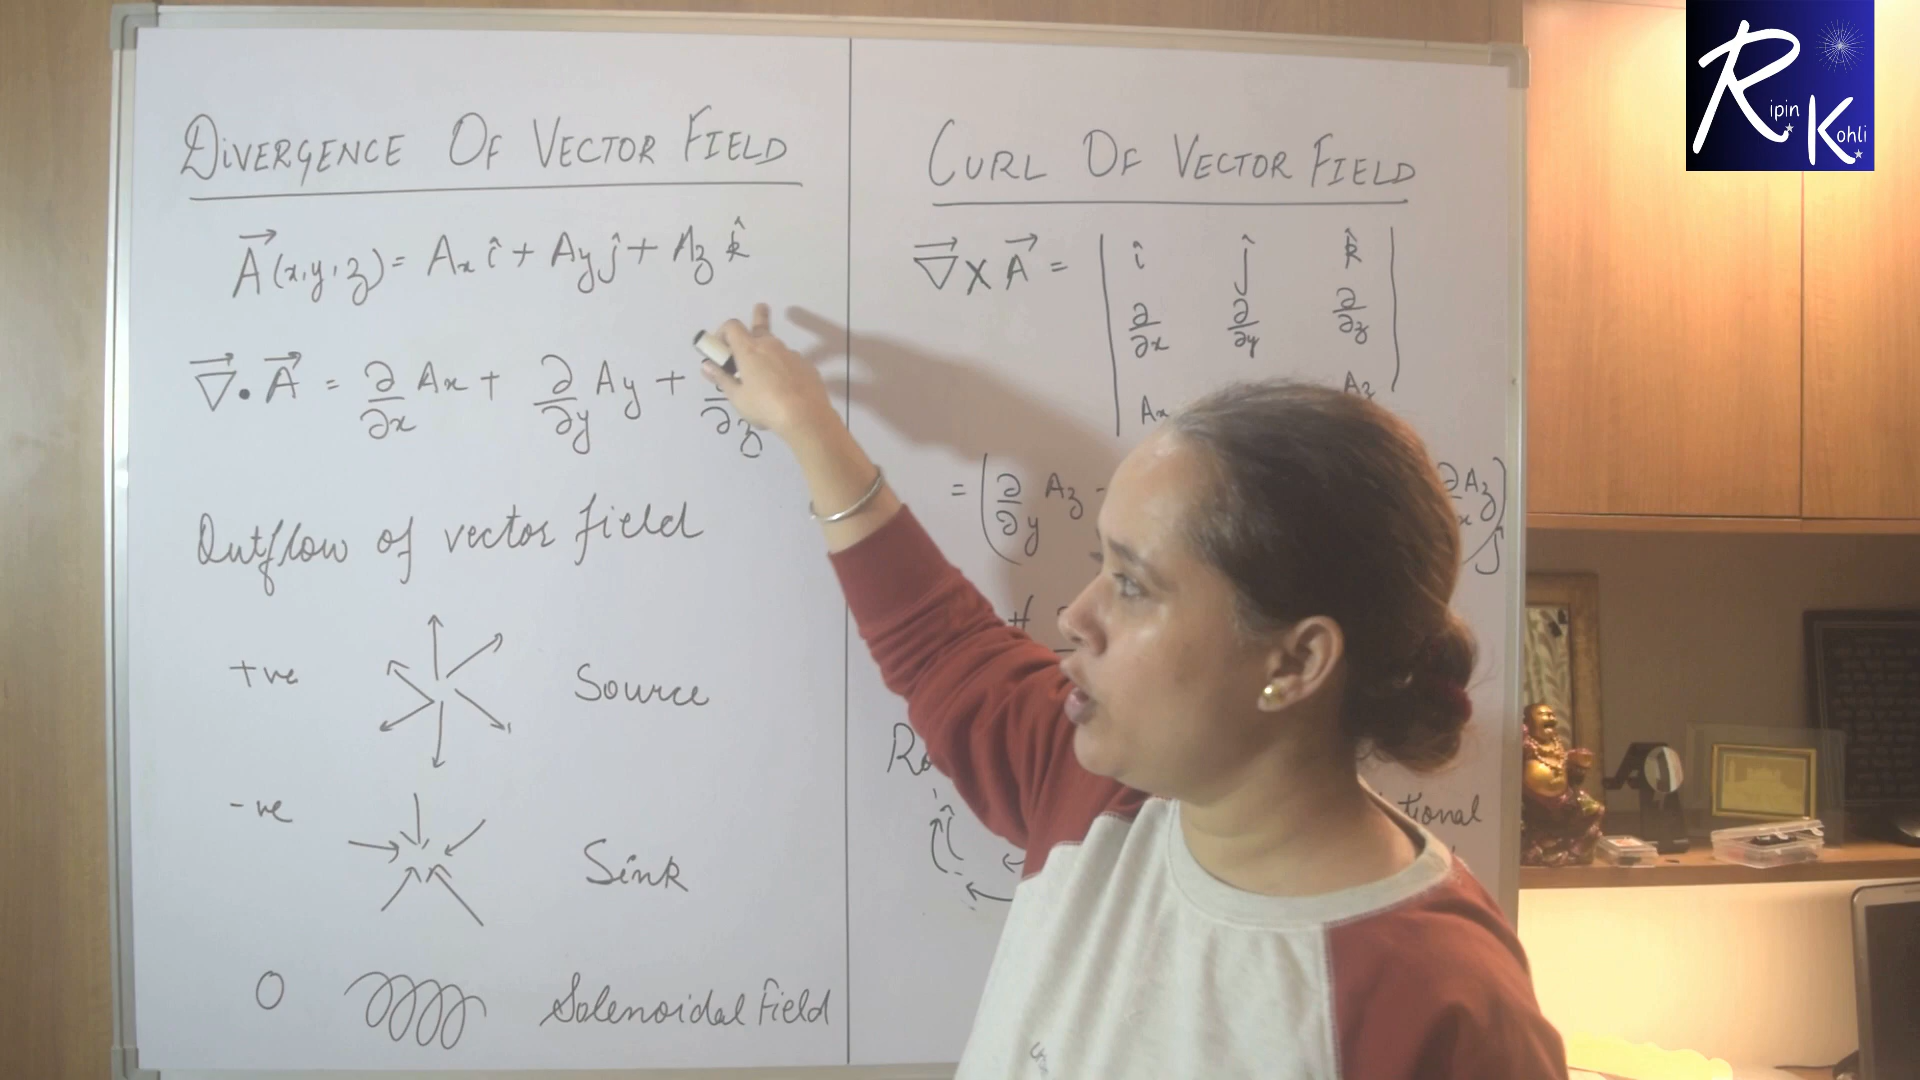 DIVERGENCE OF VECTOR FIELD
A⃗(x,y,z) = Ax î + Ay ĵ + Az k̂
∇⃗ . A⃗ = ∂/∂x Ax + ∂/∂y Ay + ∂/∂z
Outflow of vector field
+ve Source
-ve Sink
0 Solenoidal Field
CURL OF VECTOR FIELD
∇⃗ X A⃗ = | î ĵ k̂
∂/∂x ∂/∂y ∂/∂z
Ax Az |
= ( ∂/∂y Az - ∂Az ) ĵ
Ripin Kohli